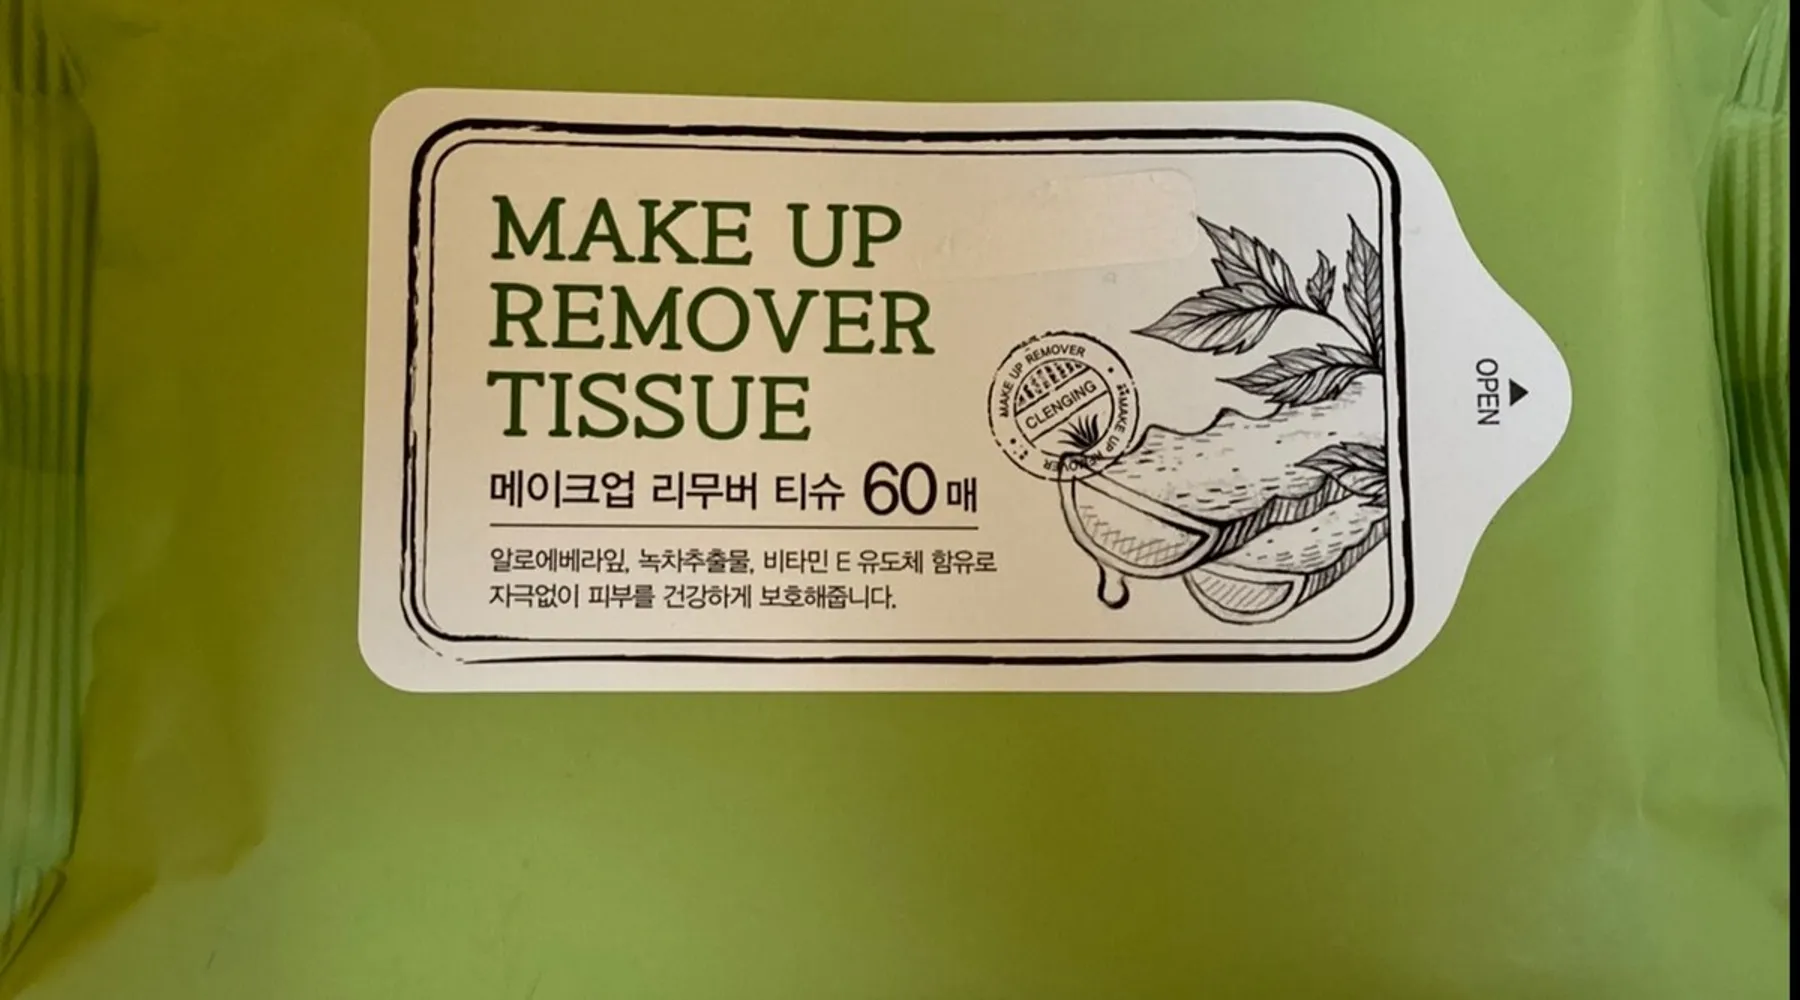 MAKE UP
REMOVER
TISSUE
메이크업 리무버 티슈 60매
알로에베라잎, 녹차추출물, 비타민 E 유도체 함유로
자극없이 피부를 건강하게 보호해줍니다.
MAKE UP REMOVER
CLENGING
MAKE UP REMOVER
OPEN